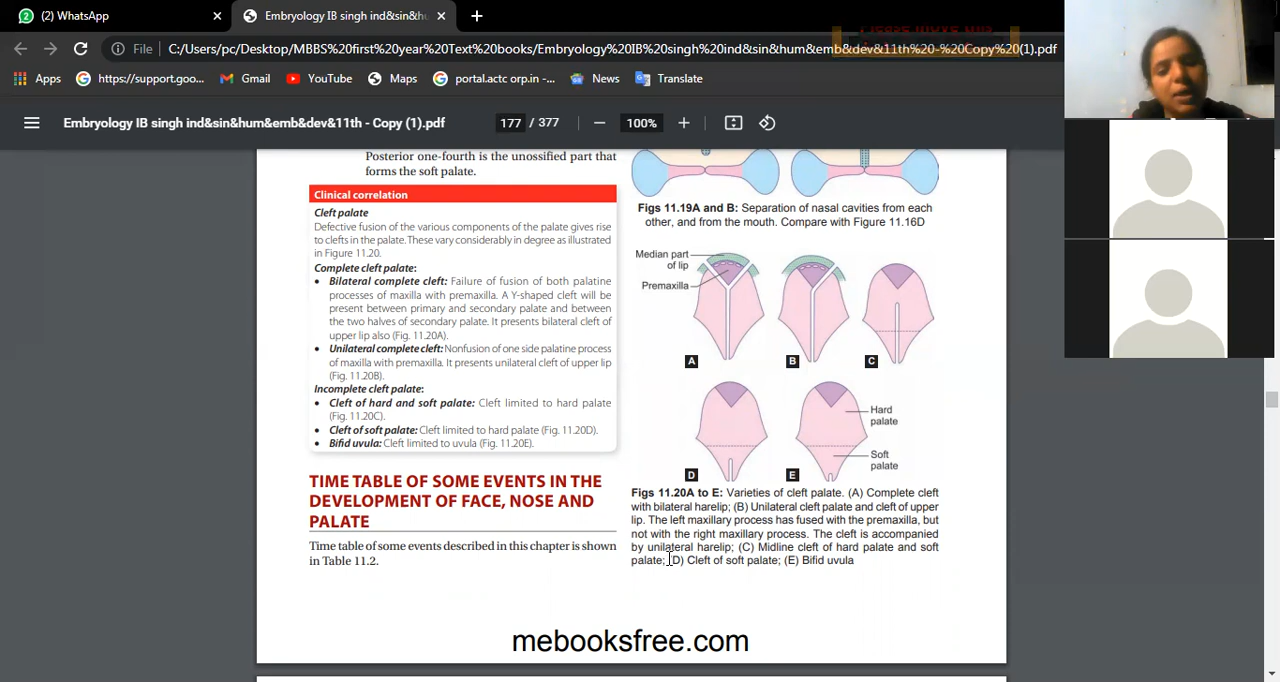 2
(2) WhatsApp
Embryology IB singh ind&sin&hu
File
C:/Users/pc/Desktop/MBBS%20first%20year%20Text%20books/Embryology%20IB%20singh%20ind&sin&hum&emb&dev&11th%20-%20Copy%20(1).pdf
Apps
https://support.goo...
Gmail
YouTube
Maps
portal.actc orp.in -...
News
Translate
Embryology IB singh ind&sin&hum&emb&dev&11th - Copy (1).pdf
177 / 377
100%
Posterior one-fourth is the unossified part that
forms the soft palate.
Clinical correlation
Cleft palate
Defective fusion of the various components of the palate gives rise
to clefts in the palate. These vary considerably in degree as illustrated
in Figure 11.20.
Complete cleft palate:
• Bilateral complete cleft: Failure of fusion of both palatine
processes of maxilla with premaxilla. A Y-shaped cleft will be
present between primary and secondary palate and between
the two halves of secondary palate. It presents bilateral cleft of
upper lip also (Fig. 11.20A).
• Unilateral complete cleft: Nonfusion of one side palatine process
of maxilla with premaxilla. It presents unilateral cleft of upper lip
(Fig. 11.20B).
Incomplete cleft palate:
• Cleft of hard and soft palate: Cleft limited to hard palate
(Fig. 11.20C).
• Cleft of soft palate: Cleft limited to hard palate (Fig. 11.20D).
• Bifid uvula: Cleft limited to uvula (Fig. 11.20E).
TIME TABLE OF SOME EVENTS IN THE
DEVELOPMENT OF FACE, NOSE AND
PALATE
Time table of some events described in this chapter is shown
in Table 11.2.
Figs 11.19A and B: Separation of nasal cavities from each
other, and from the mouth. Compare with Figure 11.16D
Median part
of lip
Premaxilla
A
B
C
D
E
Hard
palate
Soft
palate
Figs 11.20A to E: Varieties of cleft palate. (A) Complete cleft
with bilateral harelip; (B) Unilateral cleft palate and cleft of upper
lip. The left maxillary process has fused with the premaxilla, but
not with the right maxillary process. The cleft is accompanied
by unilateral harelip; (C) Midline cleft of hard palate and soft
palate; (D) Cleft of soft palate; (E) Bifid uvula
mebooksfree.com